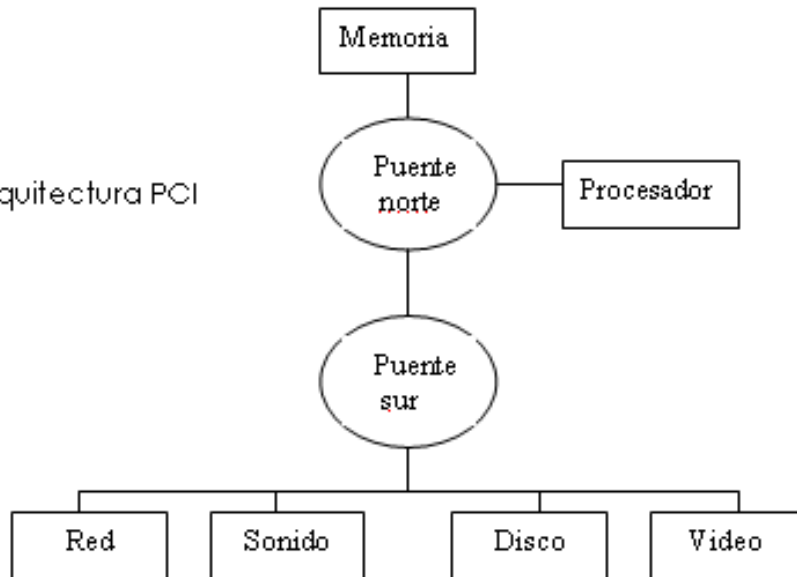 Memoria
Puente
norte
Procesador
quitectura PCI
Puente
sur
Red
Sonido
Disco
Video